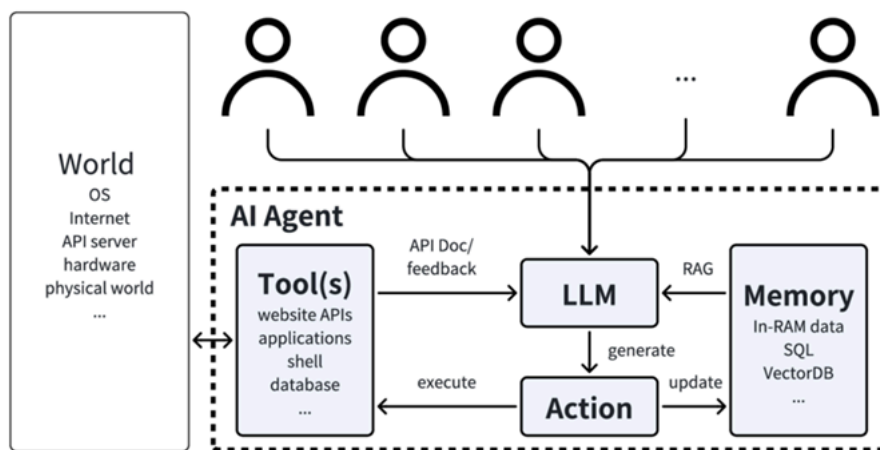 World
OS
Internet
API server
hardware
physical world
...
...
AI Agent
Tool(s)
website APIs
applications
shell
database
...
API Doc/
feedback
LLM
RAG
Memory
In-RAM data
SQL
VectorDB
...
generate
execute
Action
update